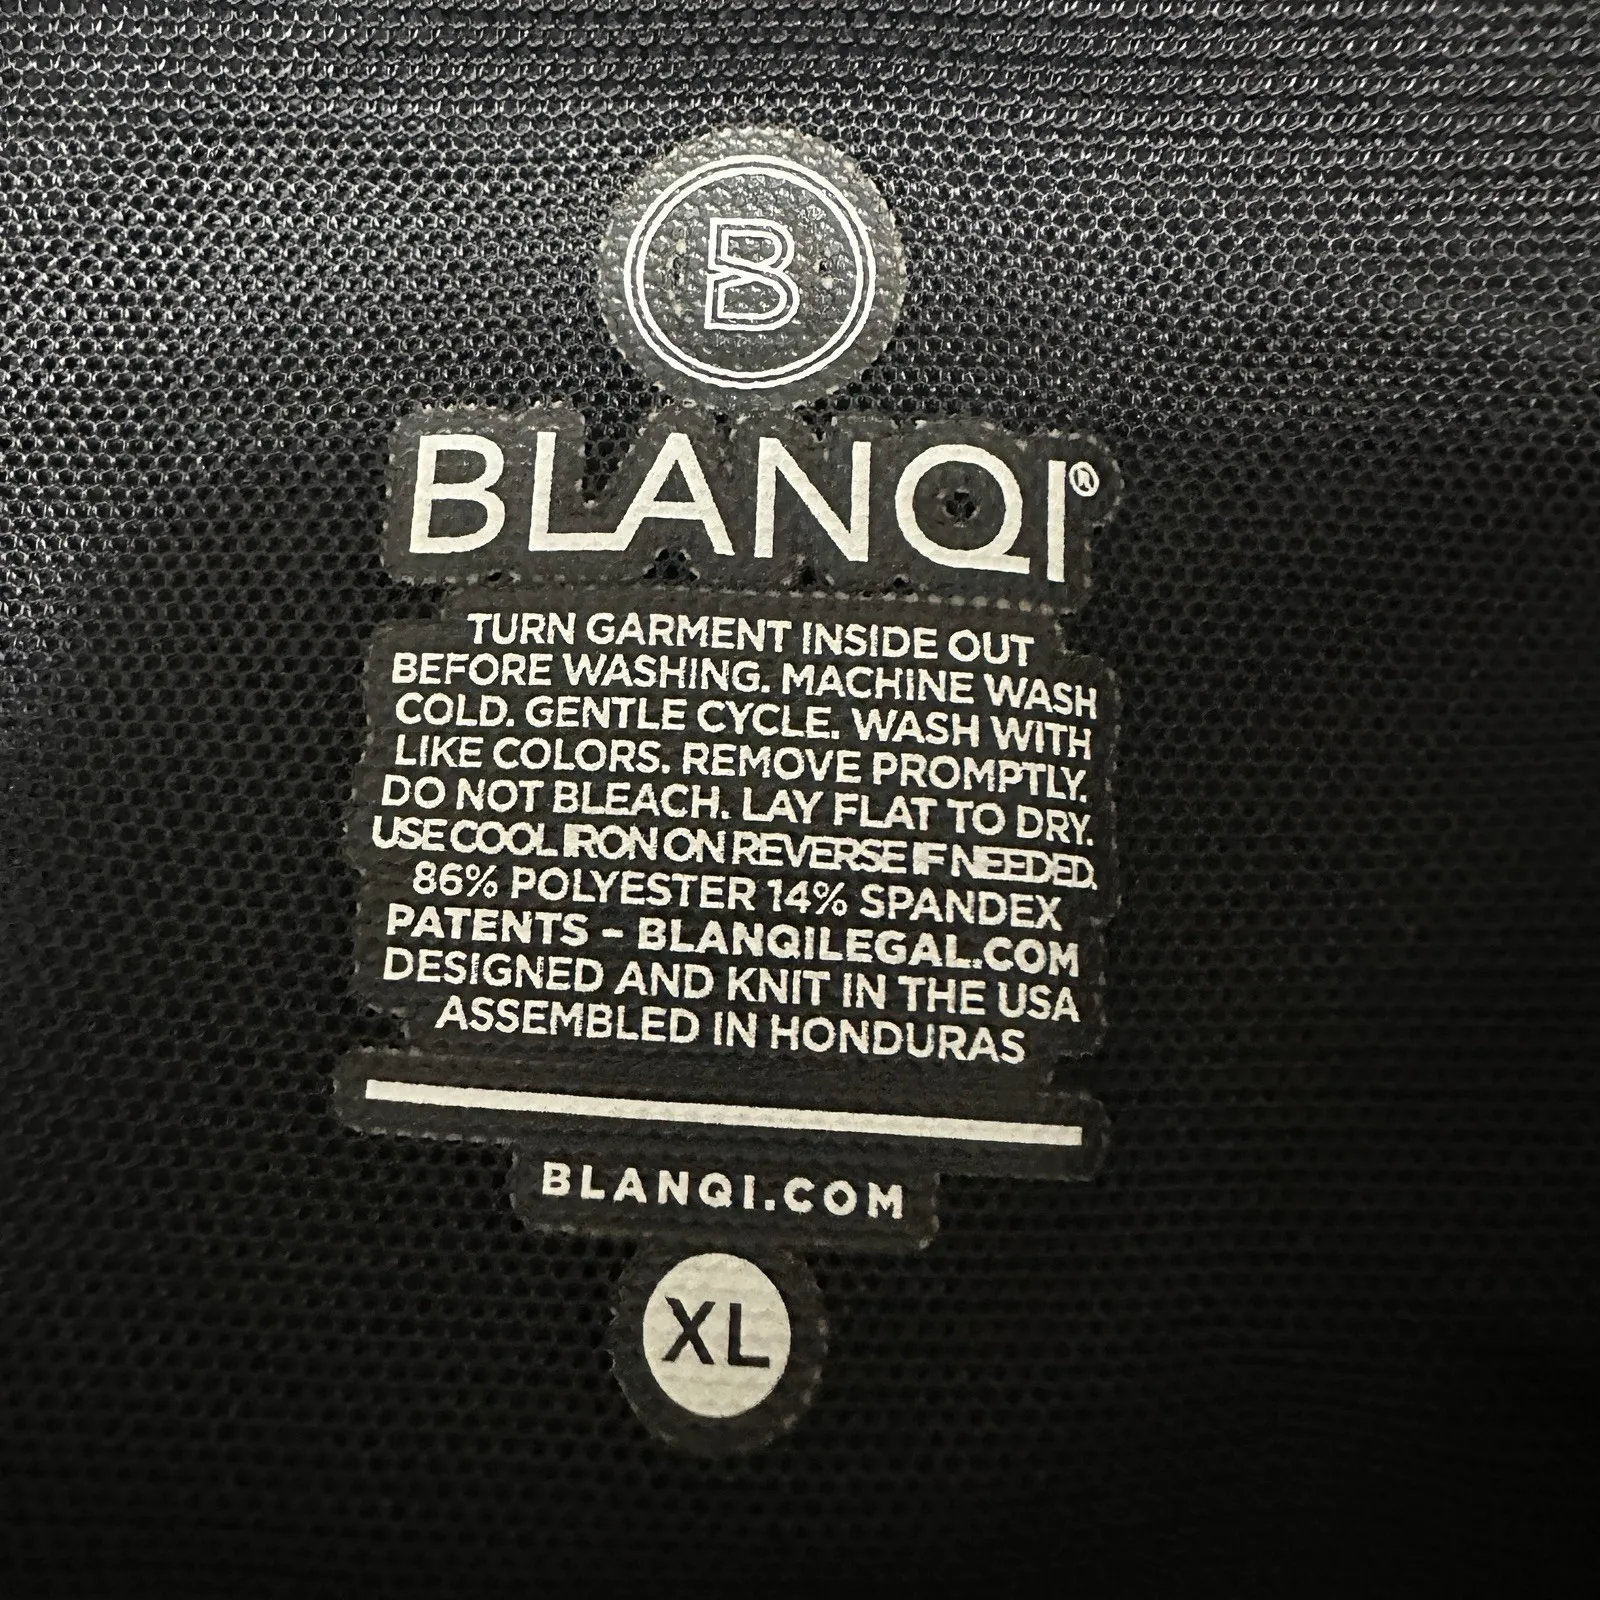 B
BLANQI®
TURN GARMENT INSIDE OUT
BEFORE WASHING. MACHINE WASH
COLD. GENTLE CYCLE. WASH WITH
LIKE COLORS. REMOVE PROMPTLY.
DO NOT BLEACH. LAY FLAT TO DRY.
USE COOL IRON ON REVERSE IF NEEDED.
86% POLYESTER 14% SPANDEX
PATENTS - BLANQILEGAL.COM
DESIGNED AND KNIT IN THE USA
ASSEMBLED IN HONDURAS
BLANQI.COM
XL